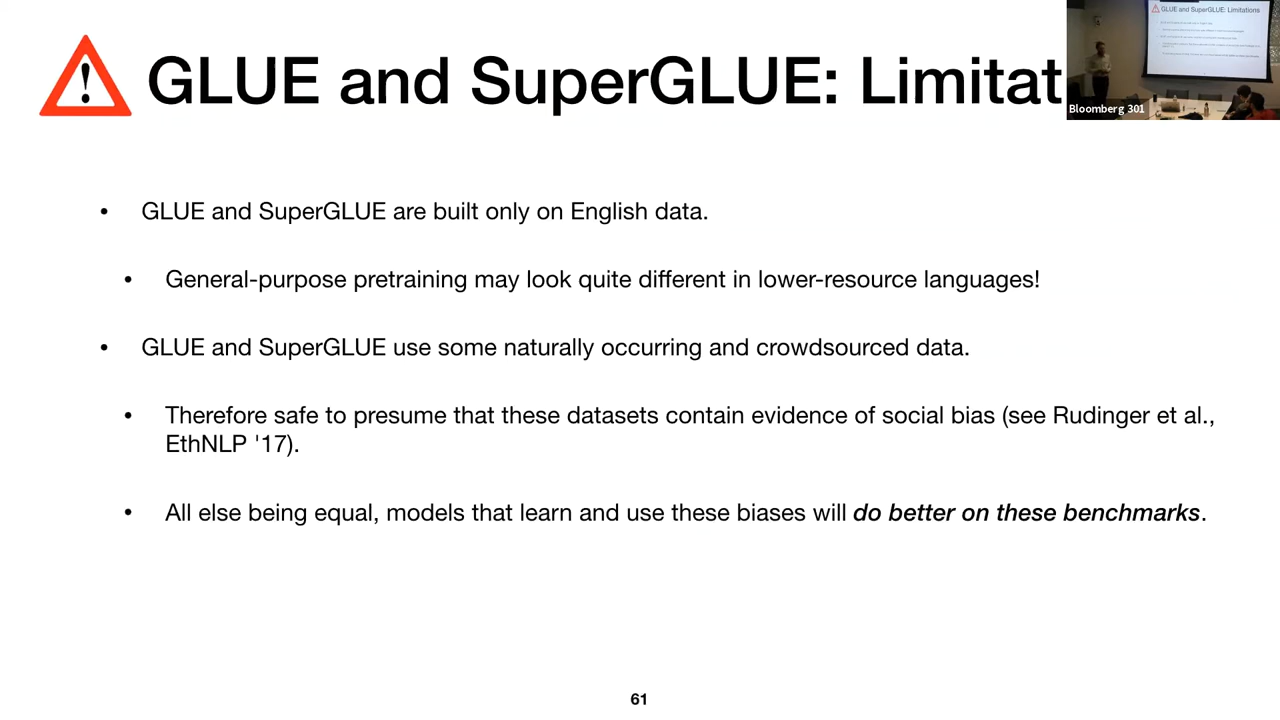 GLUE and SuperGLUE: Limitat
GLUE and SuperGLUE: Limitations
Bloomberg 301
• GLUE and SuperGLUE are built only on English data.
• General-purpose pretraining may look quite different in lower-resource languages!
• GLUE and SuperGLUE use some naturally occurring and crowdsourced data.
• Therefore safe to presume that these datasets contain evidence of social bias (see Rudinger et al.,
EthNLP '17).
• All else being equal, models that learn and use these biases will do better on these benchmarks.
61